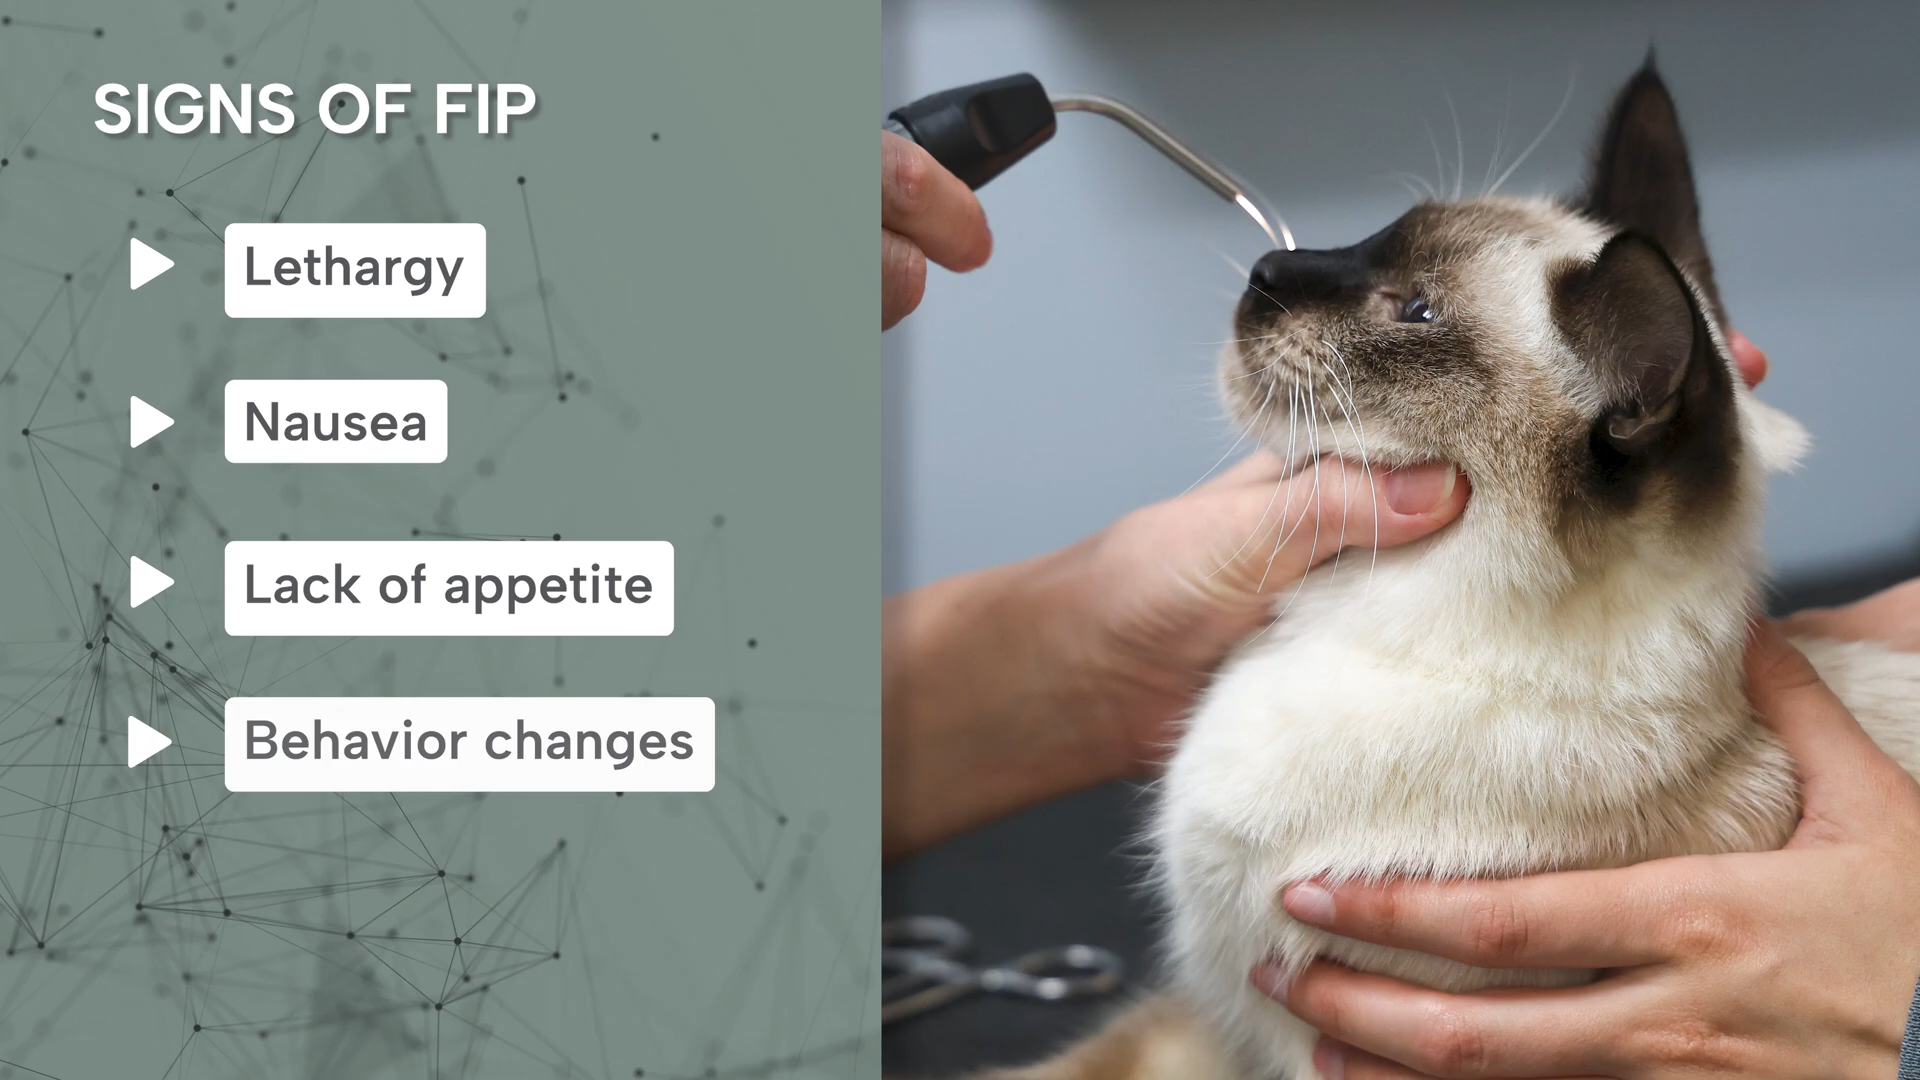 SIGNS OF FIP
Lethargy
Nausea
Lack of appetite
Behavior changes